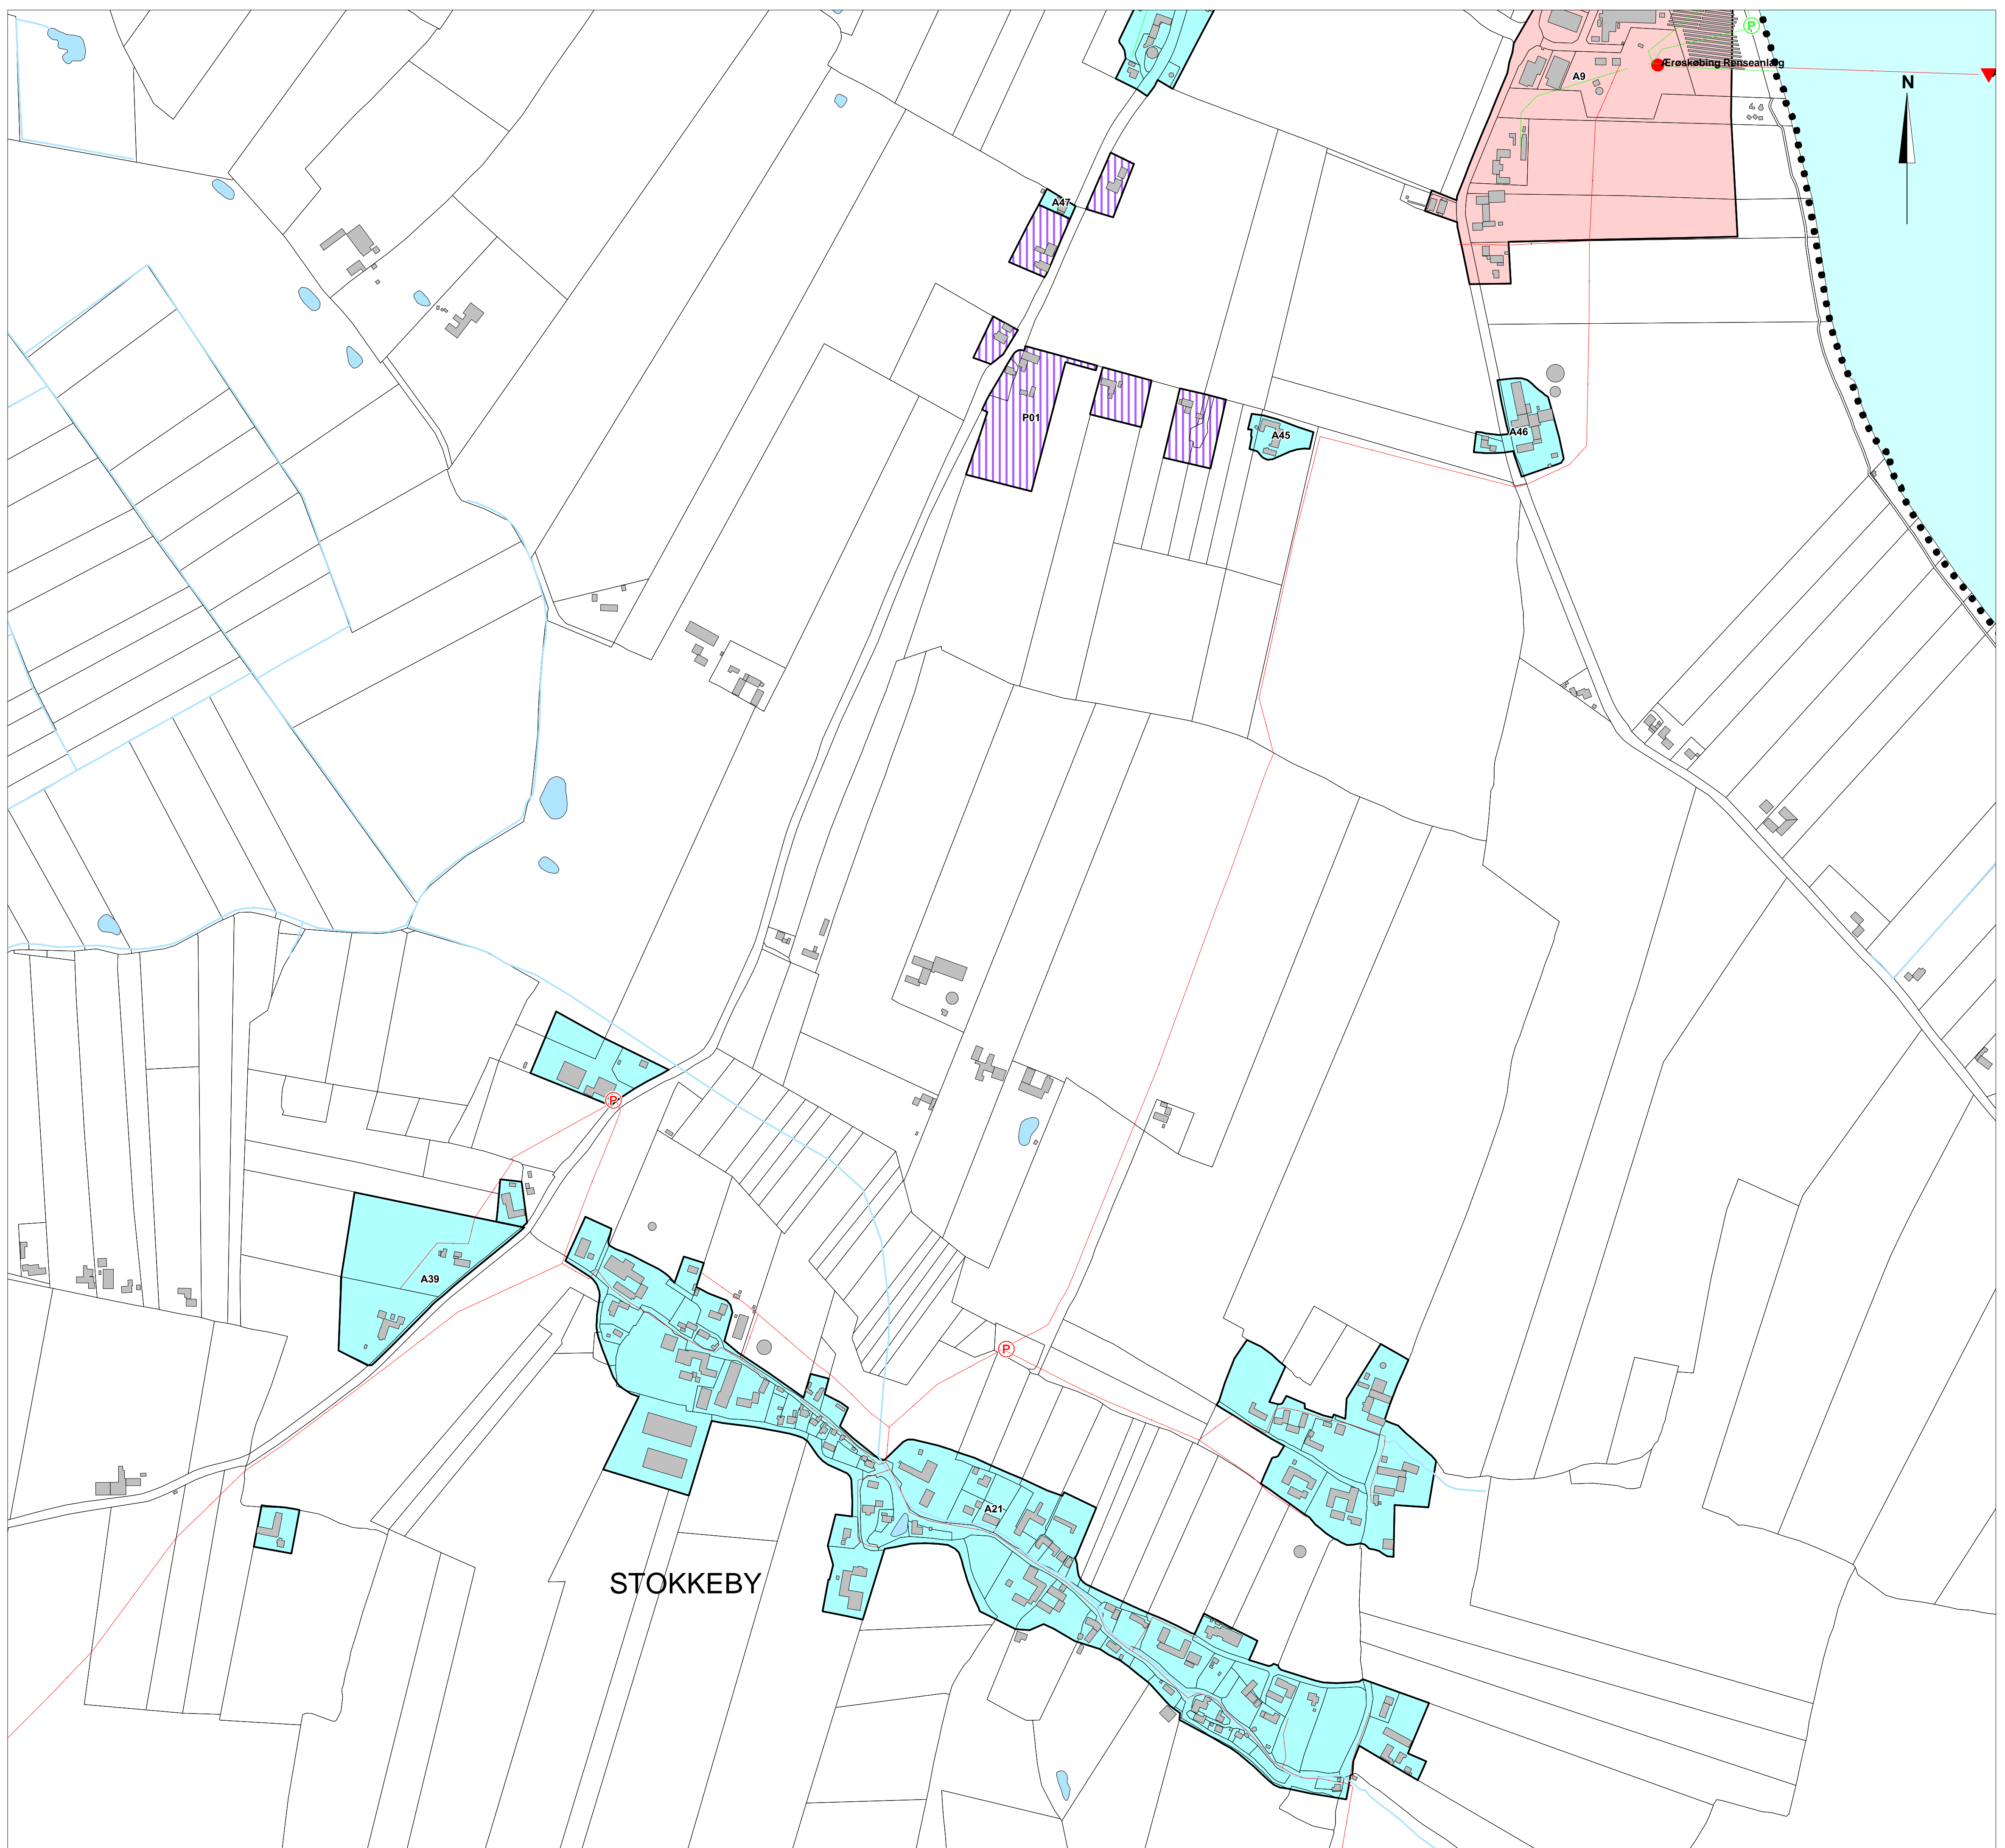 P
A9
Ærøskøbing Renseanlæg
N
A47
P01
A45
A46
P
A39
P
A21
STOKKEBY